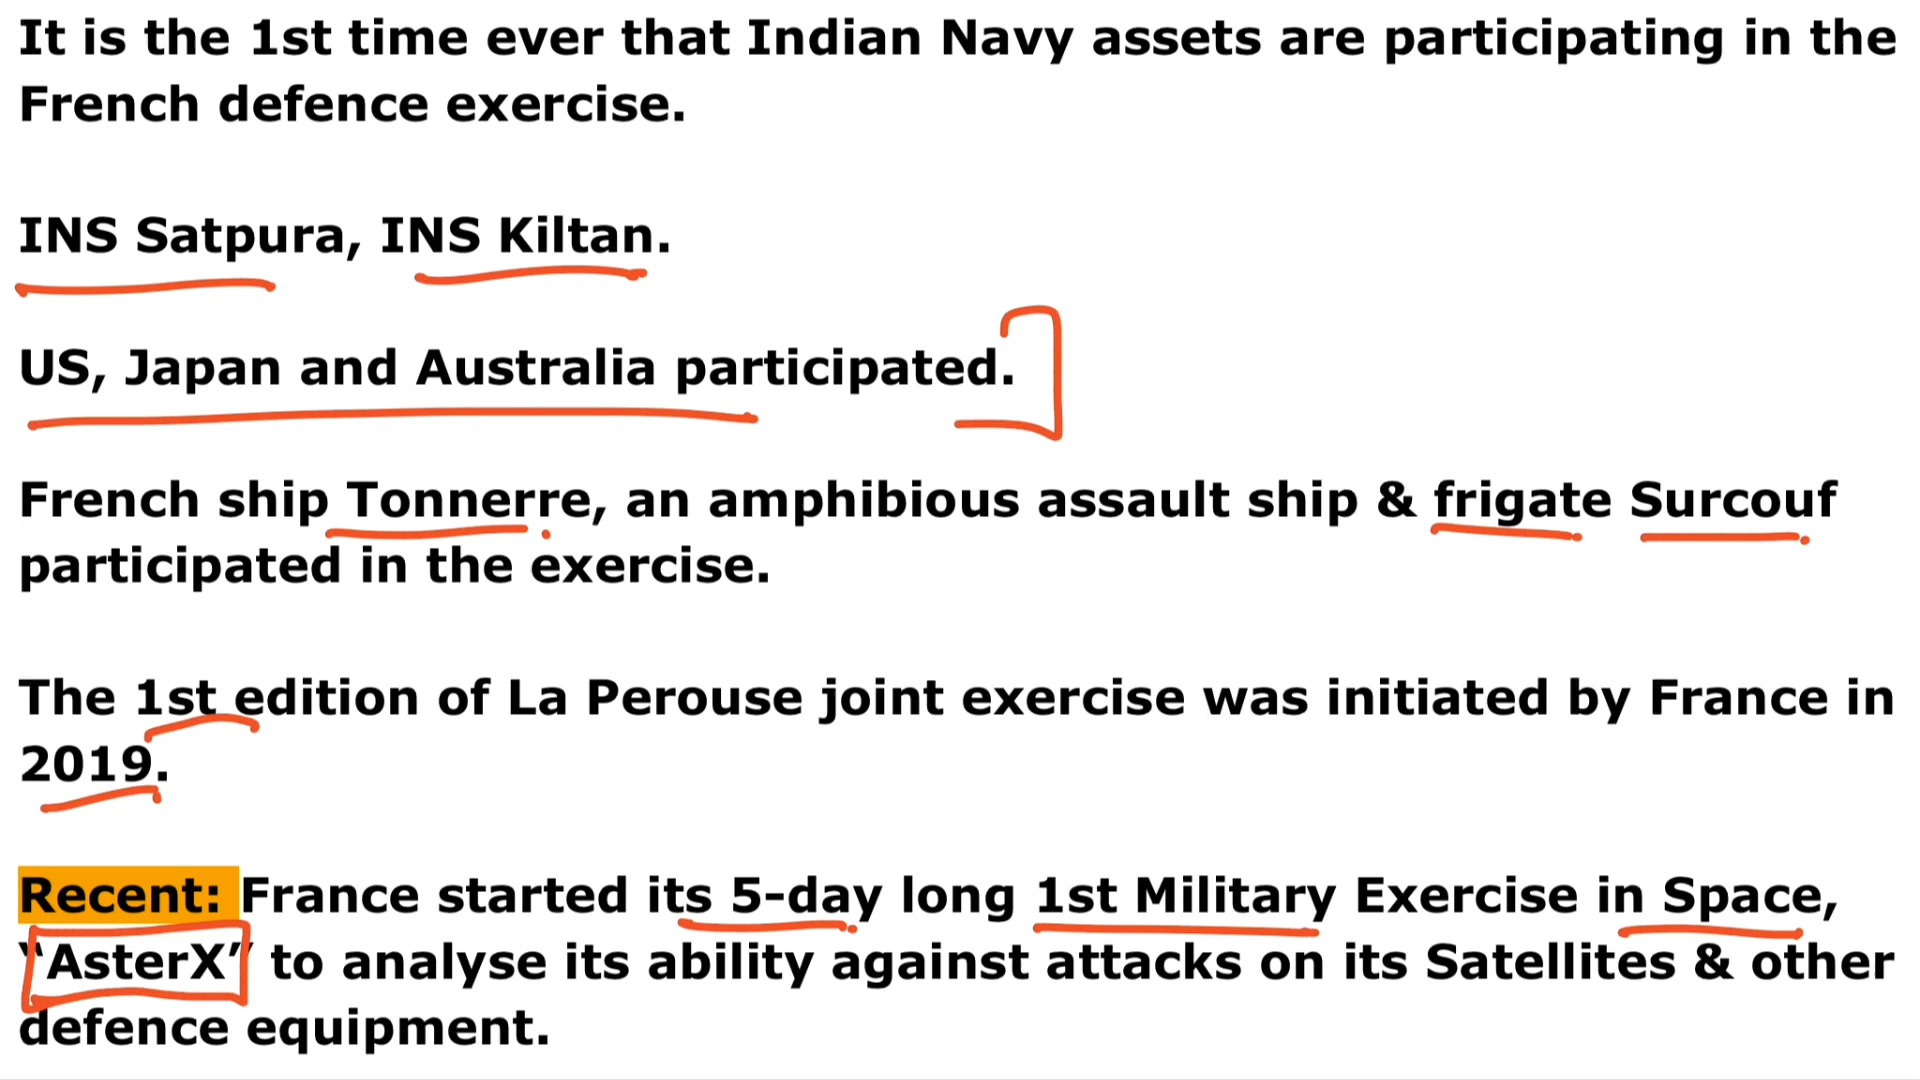 It is the 1st time ever that Indian Navy assets are participating in the
French defence exercise.
INS Satpura, INS Kiltan.
US, Japan and Australia participated.
French ship Tonnerre, an amphibious assault ship & frigate Surcouf
participated in the exercise.
The 1st edition of La Perouse joint exercise was initiated by France in
2019.
Recent: France started its 5-day long 1st Military Exercise in Space,
“AsterX” to analyse its ability against attacks on its Satellites & other
defence equipment.